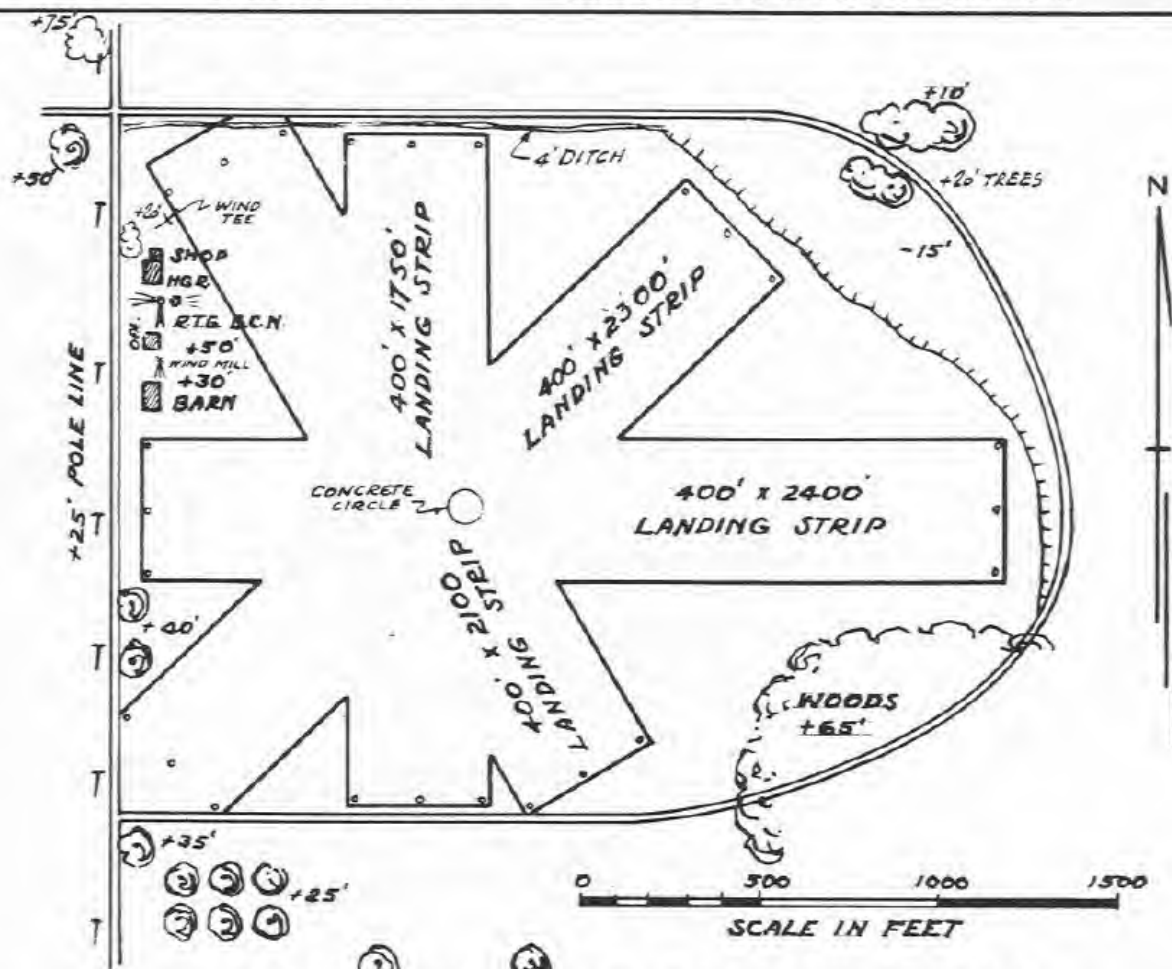 +75'
+10'
+50'
4' DITCH
+20' TREES
N
+20'
WIND
TEE
-15'
SHOP
HGR.
RTG. BCN.
OPL.
+50'
WIND MILL
+30'
BARN
+25' POLE LINE
400' x 1750'
LANDING STRIP
400' x 2300'
LANDING STRIP
CONCRETE
CIRCLE
400' x 2400'
LANDING STRIP
400' x 2100
LANDING STRIP
+40'
WOODS
+65'
+35'
+25'
0 500 1000 1500
SCALE IN FEET
T
T
T
T
T
T